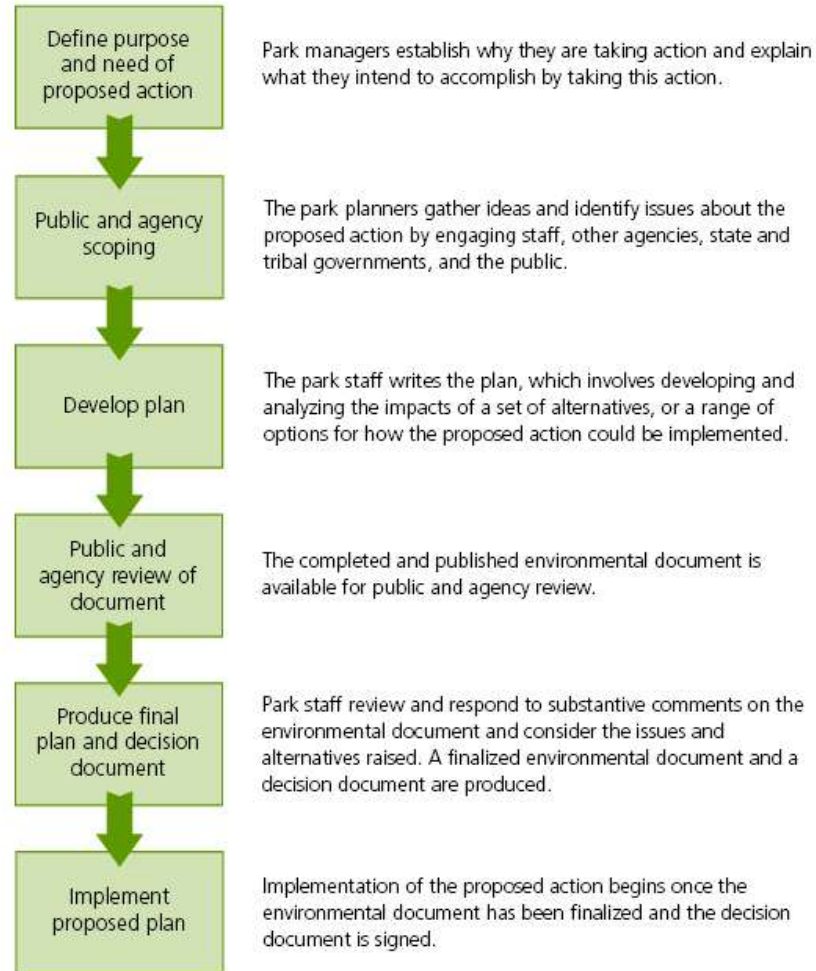 Define purpose
and need of
proposed action
Park managers establish why they are taking action and explain
what they intend to accomplish by taking this action.
Public and agency
scoping
The park planners gather ideas and identify issues about the
proposed action by engaging staff, other agencies, state and
tribal governments, and the public.
Develop plan
The park staff writes the plan, which involves developing and
analyzing the impacts of a set of alternatives, or a range of
options for how the proposed action could be implemented.
Public and
agency review of
document
The completed and published environmental document is
available for public and agency review.
Produce final
plan and decision
document
Park staff review and respond to substantive comments on the
environmental document and consider the issues and
alternatives raised. A finalized environmental document and a
decision document are produced.
Implement
proposed plan
Implementation of the proposed action begins once the
environmental document has been finalized and the decision
document is signed.